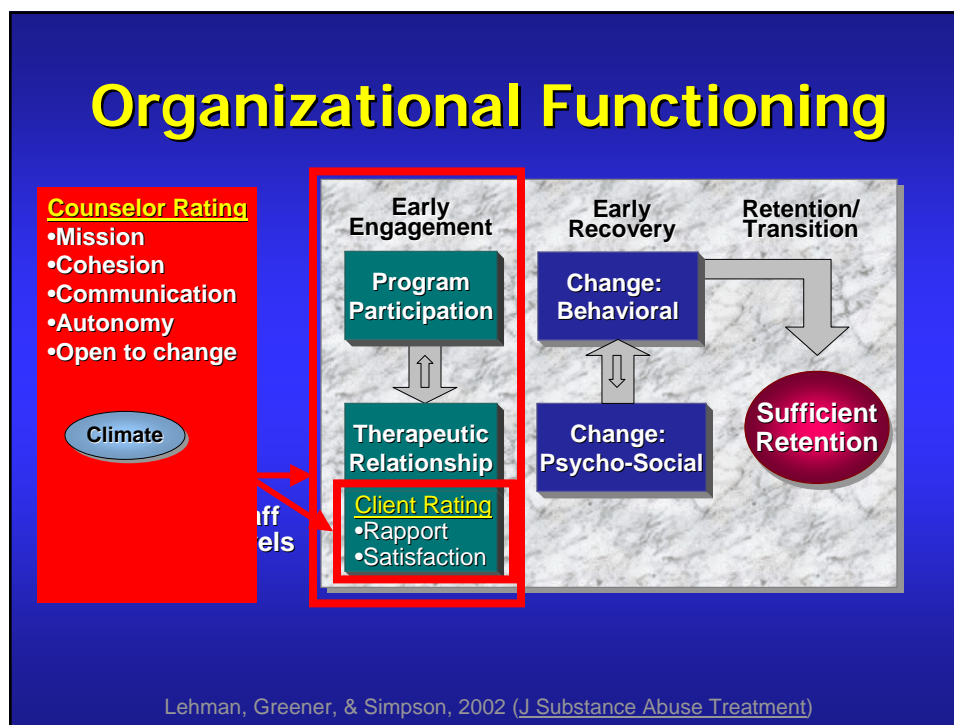 Organizational Functioning
Counselor Rating
•Mission
•Cohesion
•Communication
•Autonomy
•Open to change
Climate
Early
Engagement
Program
Participation
Therapeutic
Relationship
Client Rating
•Rapport
•Satisfaction
Early
Recovery
Change:
Behavioral
Change:
Psycho-Social
Retention/
Transition
Sufficient
Retention
Lehman, Greener, & Simpson, 2002 (J Substance Abuse Treatment)